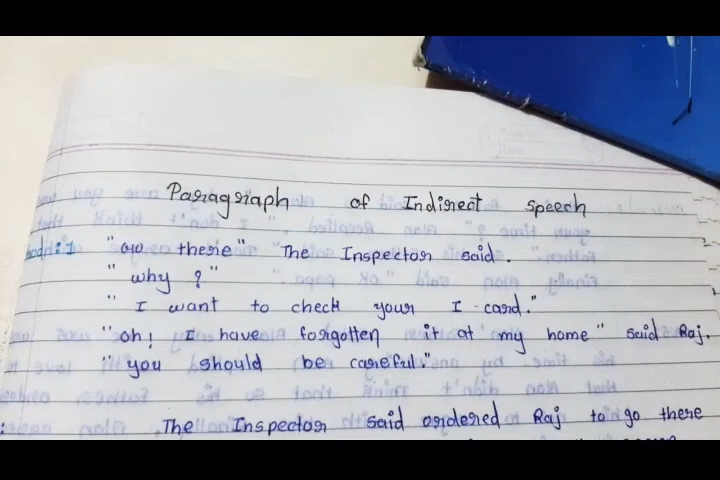 Paragraph of Indirect speech
"Go there" The Inspector said.
"why ?"
" I want to check your I card."
"oh! I have forgotten it at my home" said Raj.
"you should be careful."
The Inspector said ordered Raj to go there